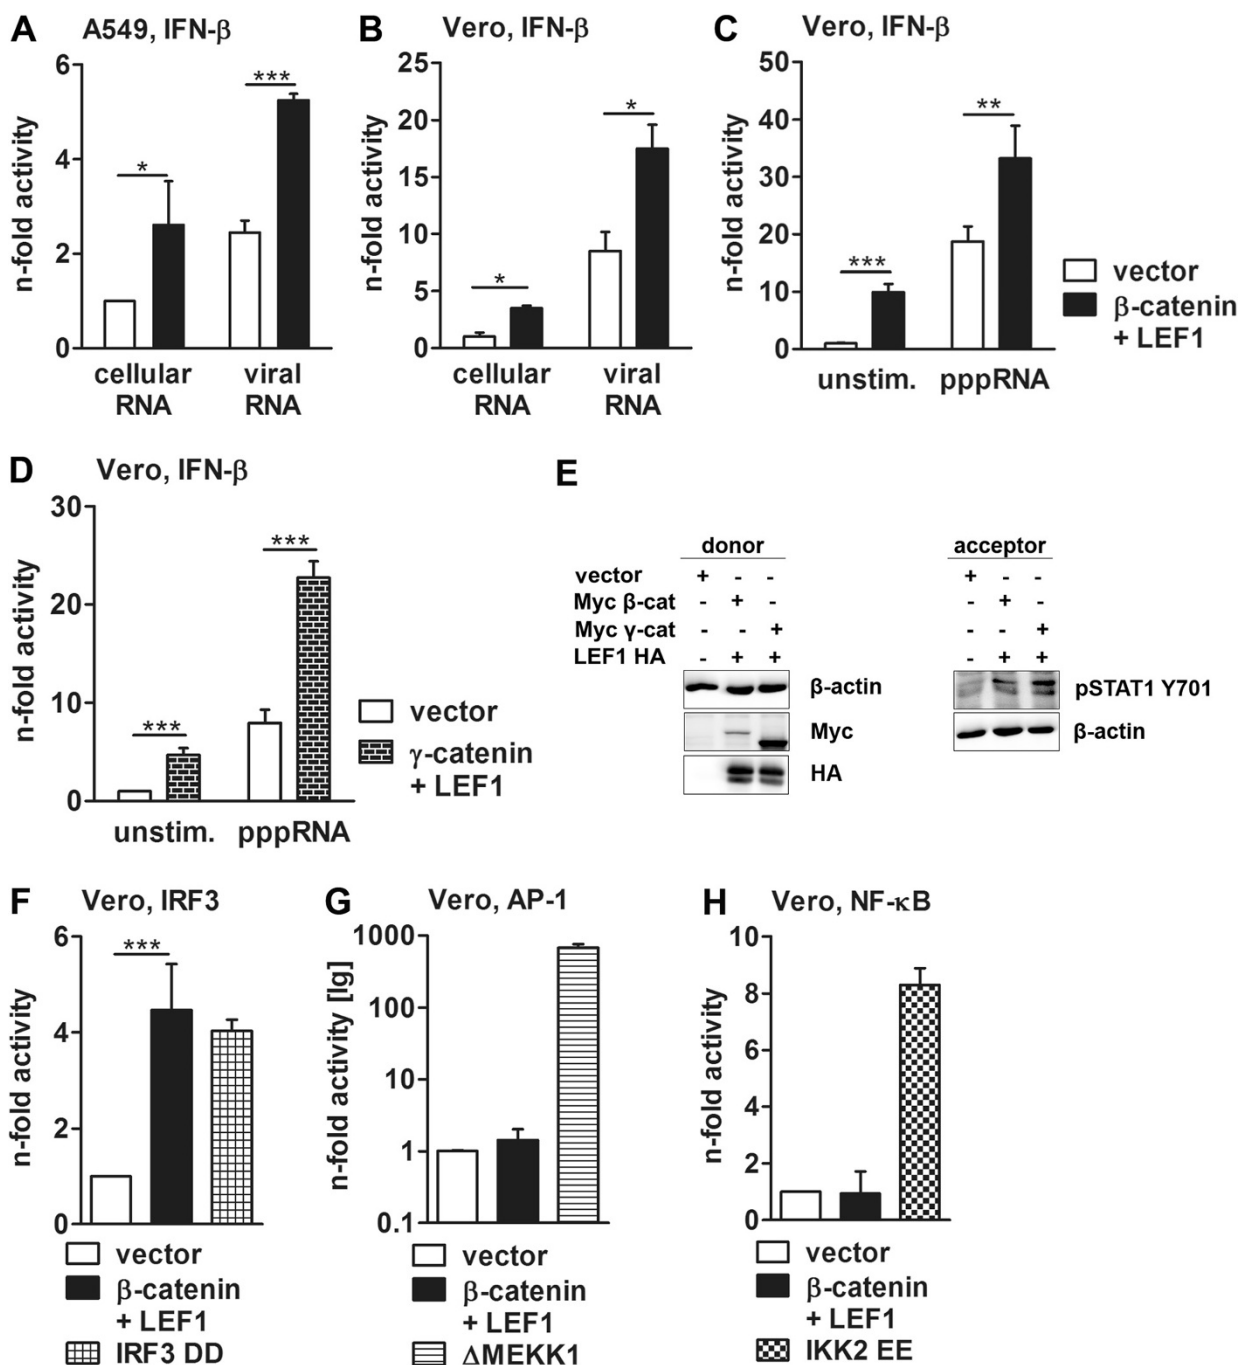 A
A549, IFN-β
n-fold activity
6
4
2
0
*
***
cellular
RNA
viral
RNA
B
Vero, IFN-β
n-fold activity
25
20
15
10
5
0
*
*
cellular
RNA
viral
RNA
C
Vero, IFN-β
n-fold activity
50
40
30
20
10
0
***
**
unstim.
pppRNA
vector
β-catenin
+ LEF1
D
Vero, IFN-β
n-fold activity
30
20
10
0
***
***
unstim.
pppRNA
vector
γ-catenin
+ LEF1
E
donor
acceptor
vector + - - + - -
Myc β-cat - + - - + -
Myc γ-cat - - + - - +
LEF1 HA - + + - + +
β-actin
Myc
HA
pSTAT1 Y701
β-actin
F
Vero, IRF3
n-fold activity
6
4
2
0
***
vector
β-catenin
+ LEF1
IRF3 DD
G
Vero, AP-1
n-fold activity [lg]
1000
100
10
1
0.1
vector
β-catenin
+ LEF1
ΔMEKK1
H
Vero, NF-κB
n-fold activity
10
8
6
4
2
0
vector
β-catenin
+ LEF1
IKK2 EE